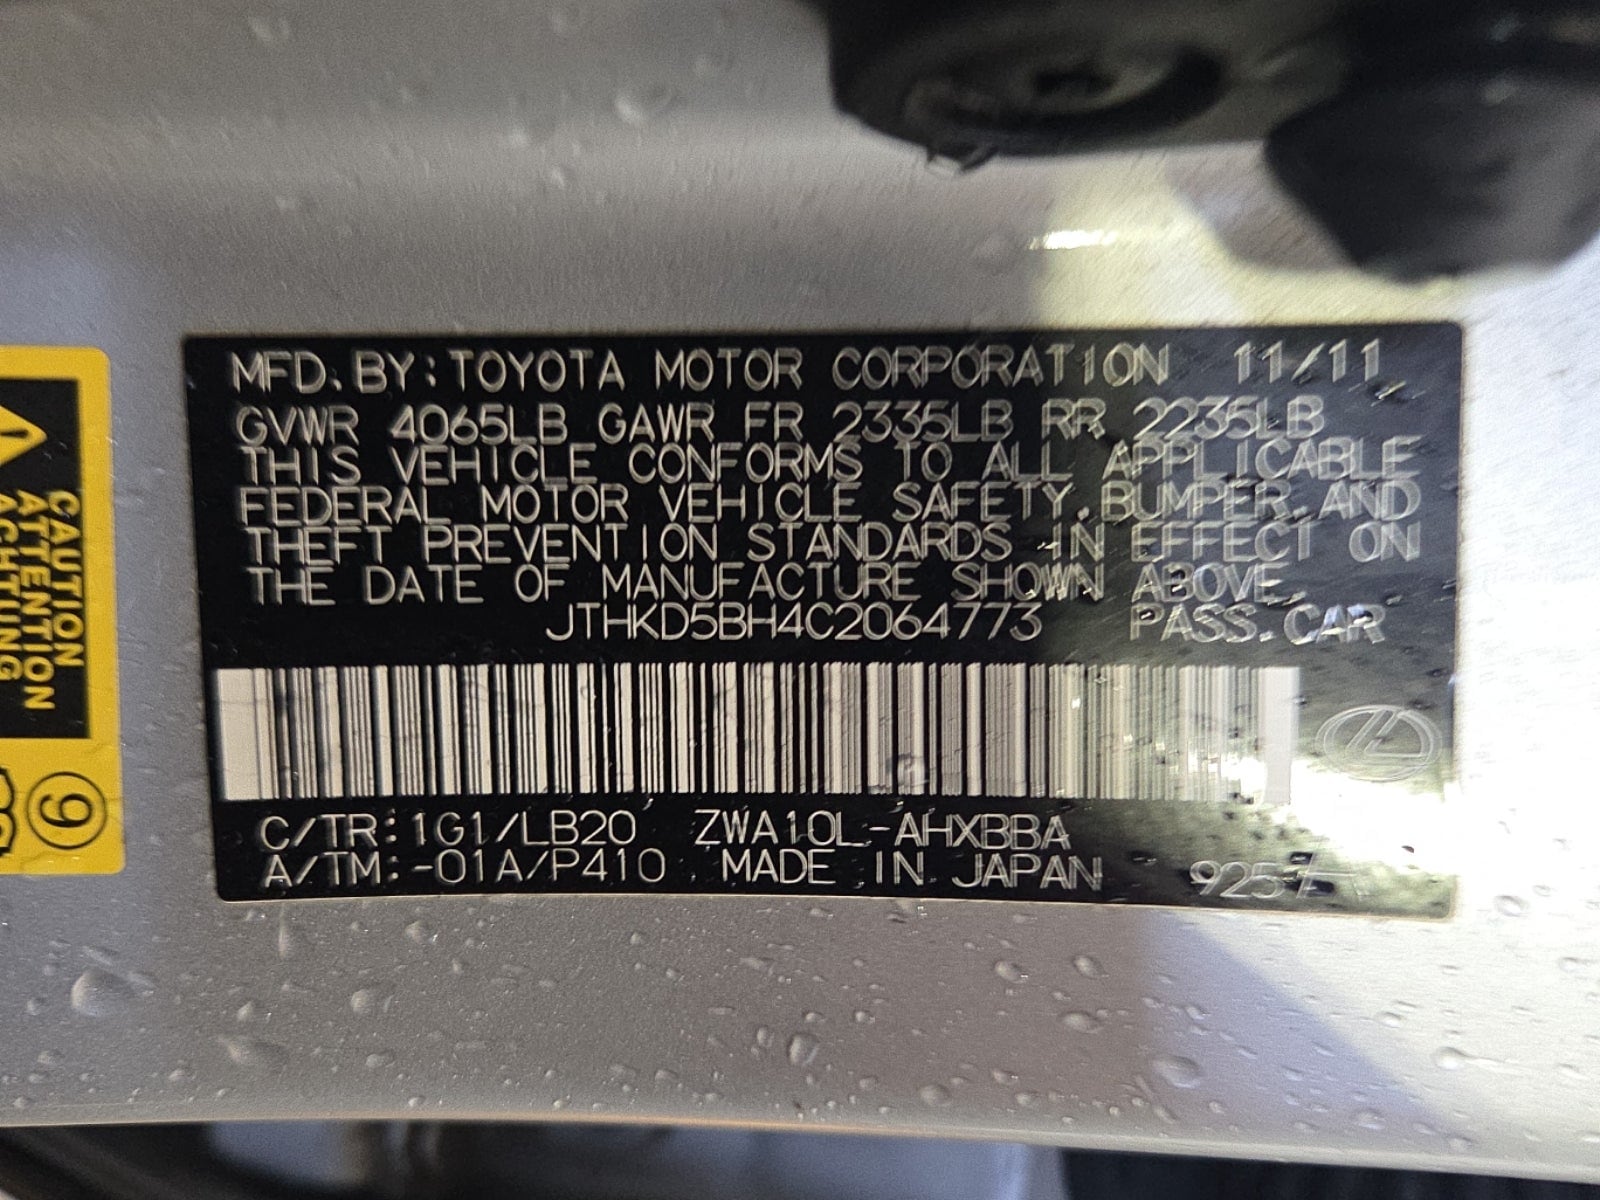 MFD. BY: TOYOTA MOTOR CORPORATION 11/11
GVWR 4065LB GAWR FR 2335LB RR 2235LB
THIS VEHICLE CONFORMS TO ALL APPLICABLE
FEDERAL MOTOR VEHICLE SAFETY, BUMPER, AND
THEFT PREVENTION STANDARDS IN EFFECT ON
THE DATE OF MANUFACTURE SHOWN ABOVE.
JTHKD5BH4C2064773 PASS. CAR
C/TR: 1G1/LB20 ZWA10L-AHXBBA
A/TM: -01A/P410 MADE IN JAPAN
CAUTION
ATTENTION
ACHTUNG
9